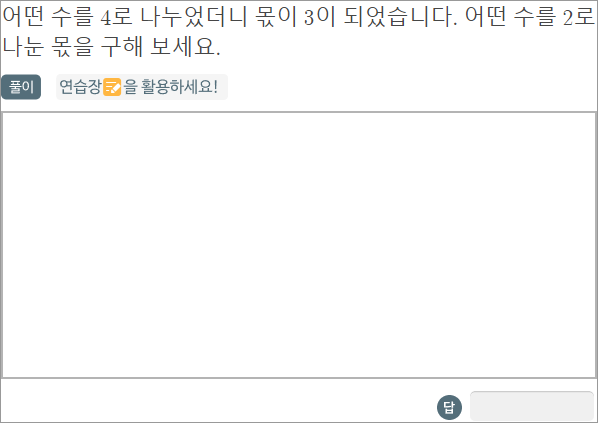 어떤 수를 4로 나누었더니 몫이 3이 되었습니다. 어떤 수를 2로
나눈 몫을 구해 보세요.
풀이 연습장을 활용하세요!
답